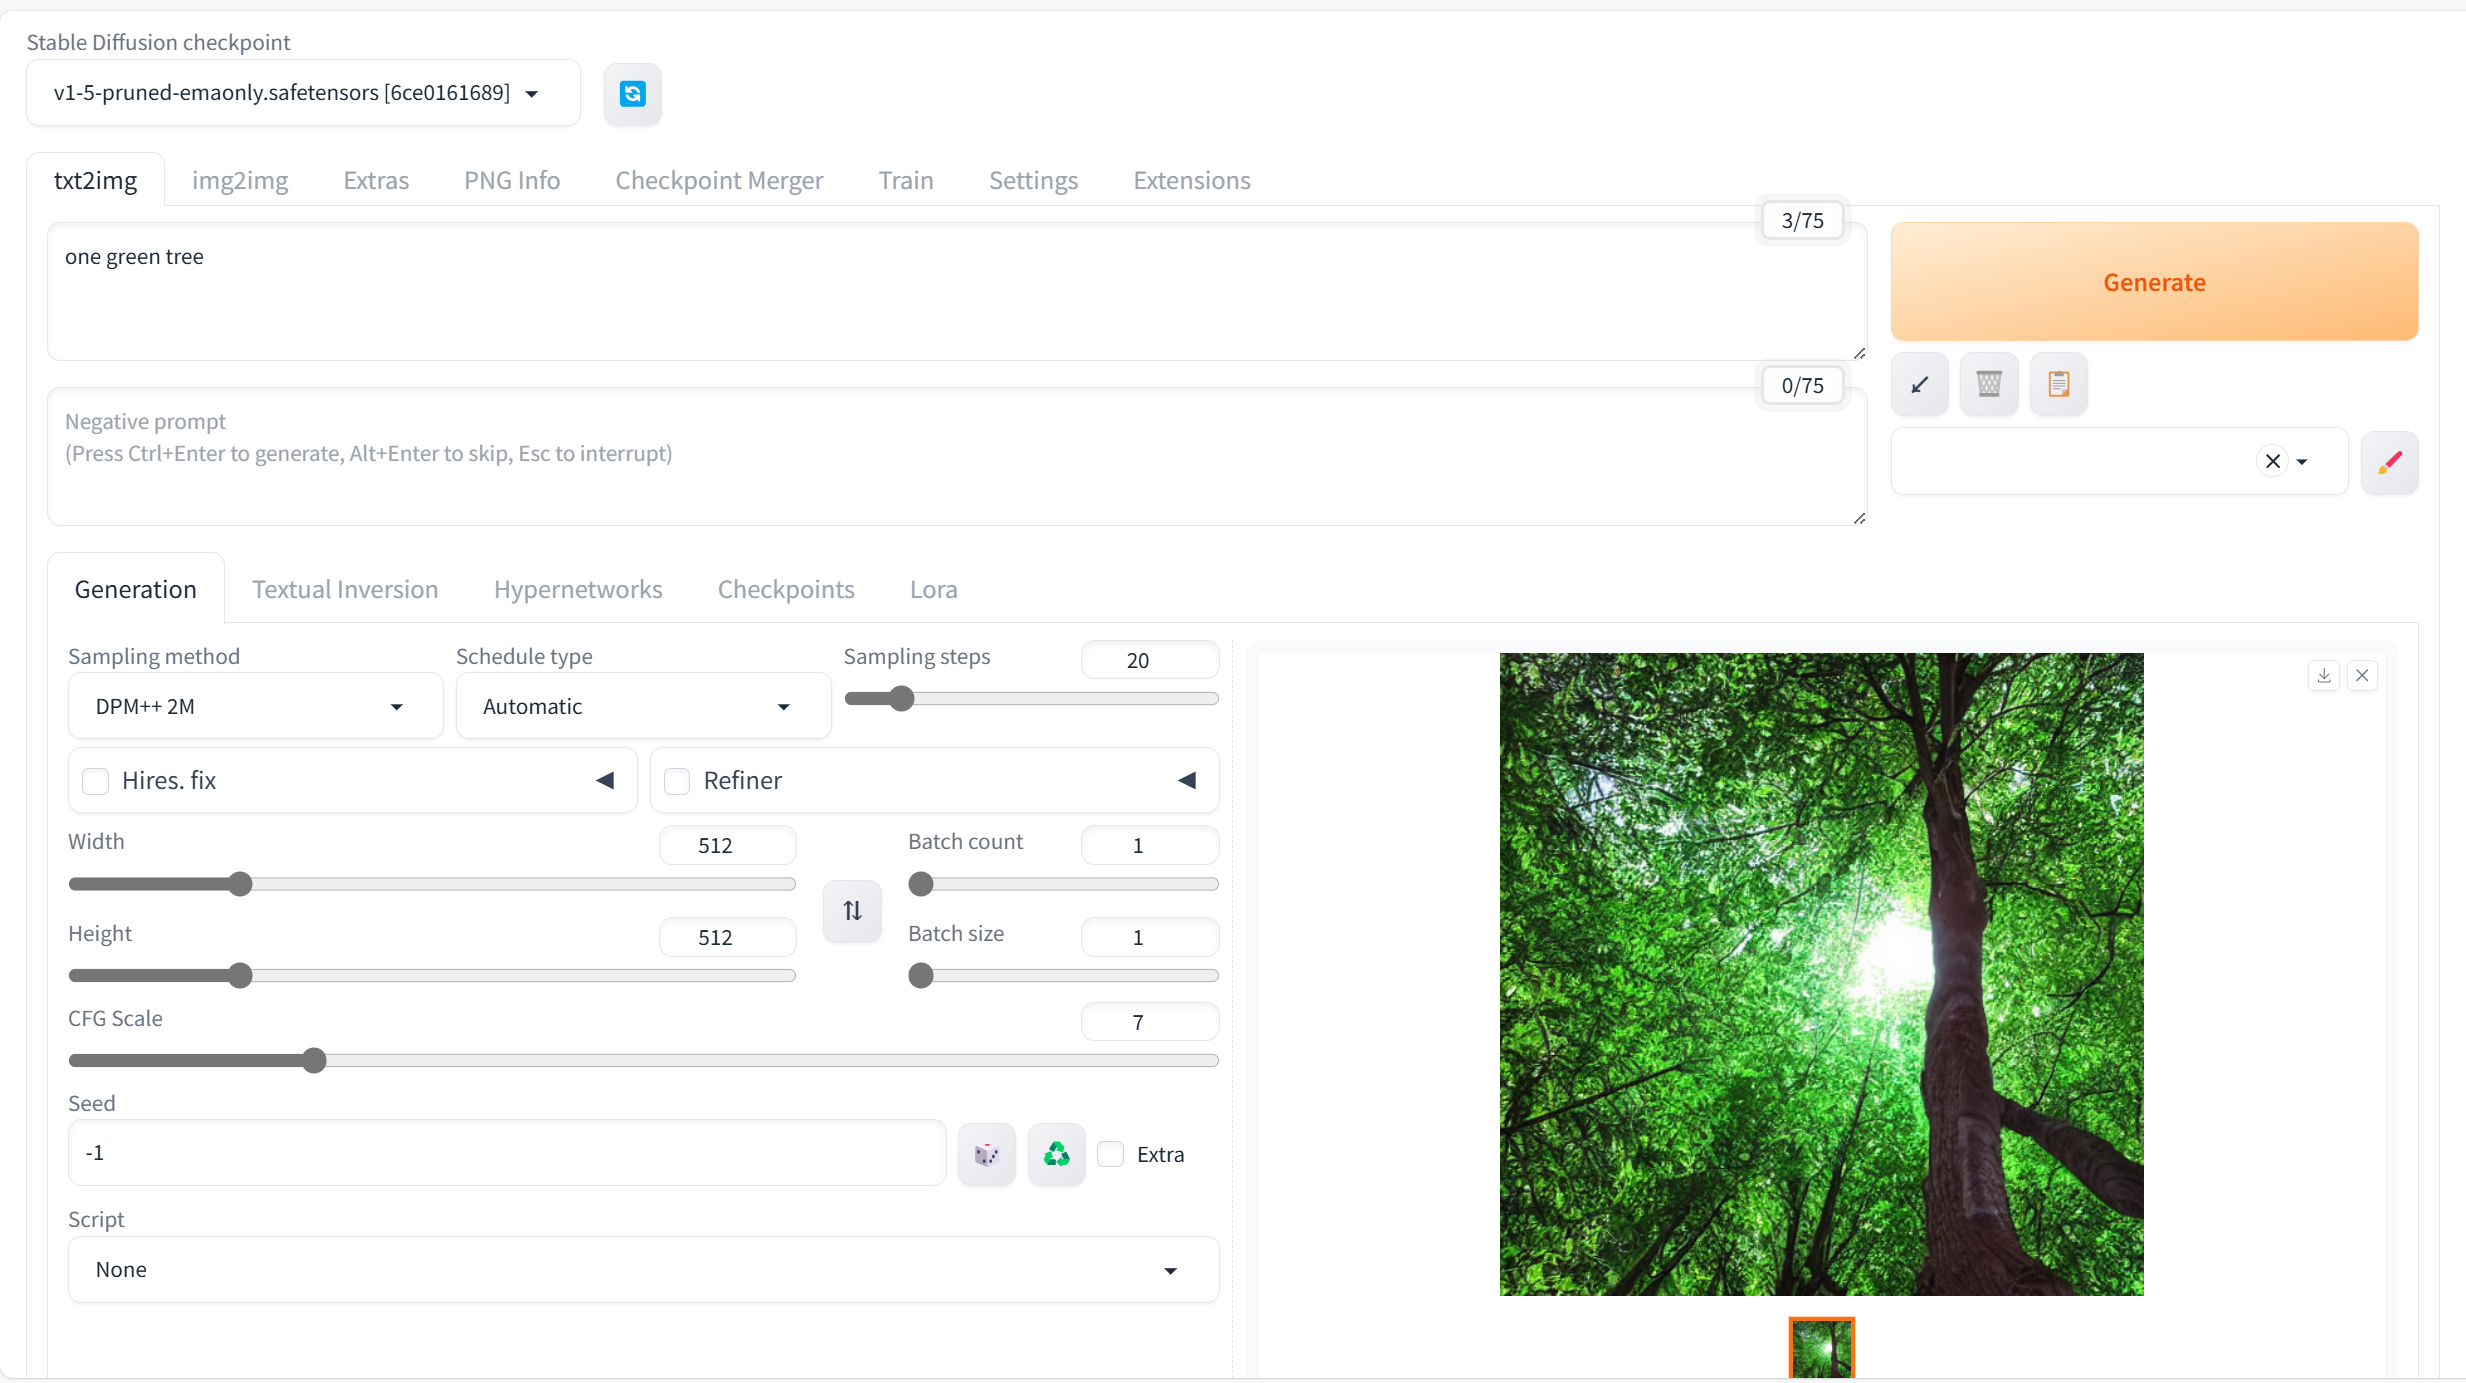 Stable Diffusion checkpoint
v1-5-pruned-emaonly.safetensors [6ce0161689]
txt2img img2img Extras PNG Info Checkpoint Merger Train Settings Extensions
3/75
one green tree
Generate
0/75
Negative prompt
(Press Ctrl+Enter to generate, Alt+Enter to skip, Esc to interrupt)
Generation Textual Inversion Hypernetworks Checkpoints Lora
Sampling method Schedule type Sampling steps 20
DPM++ 2M Automatic
Hires. fix Refiner
Width 512 Batch count 1
Height 512 Batch size 1
CFG Scale 7
Seed
-1 Extra
Script
None